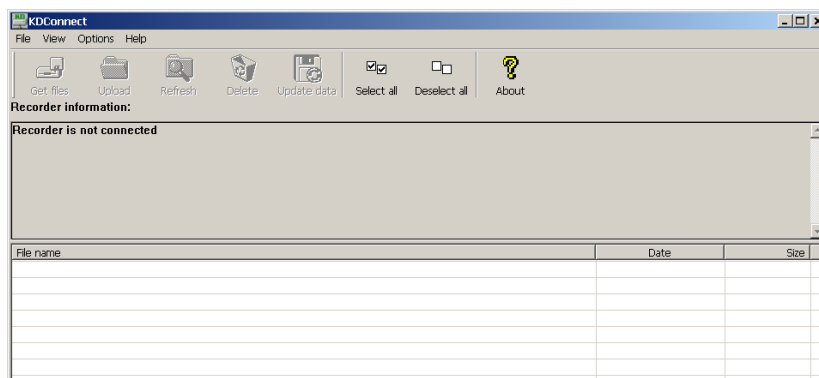 KDConnect
File View Options Help
Get files Upload Refresh Delete Update data Select all Deselect all About
Recorder information:
Recorder is not connected
File name Date Size